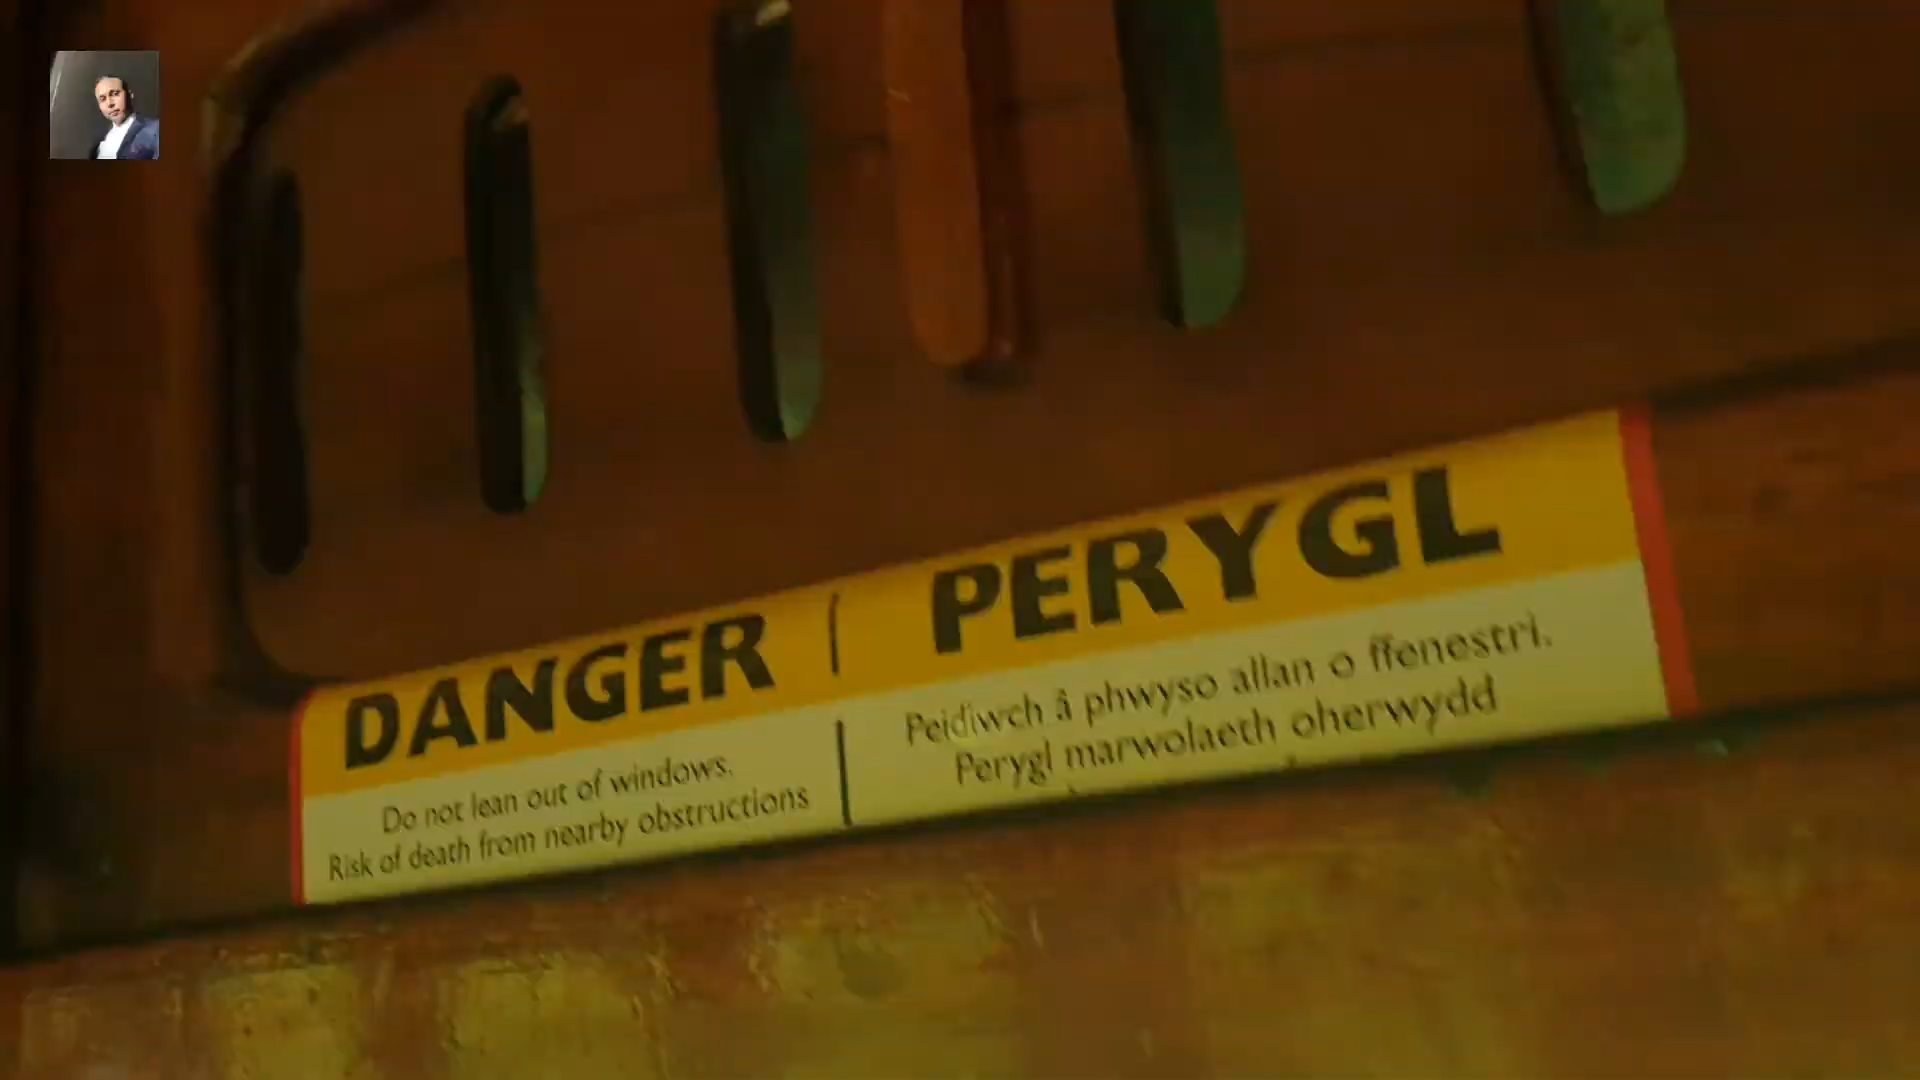 DANGER | PERYGL
Do not lean out of windows.
Risk of death from nearby obstructions
Peidiwch â phwyso allan o ffenestri.
Perygl marwolaeth oherwydd